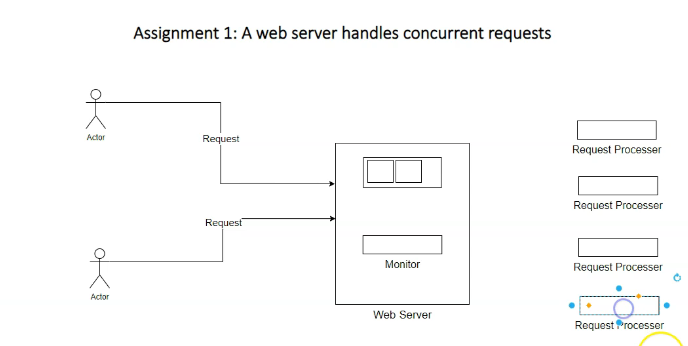 Assignment 1: A web server handles concurrent requests
Actor
Request
Request Processer
Request Processer
Request
Monitor
Request Processer
Actor
Web Server
Request Processer